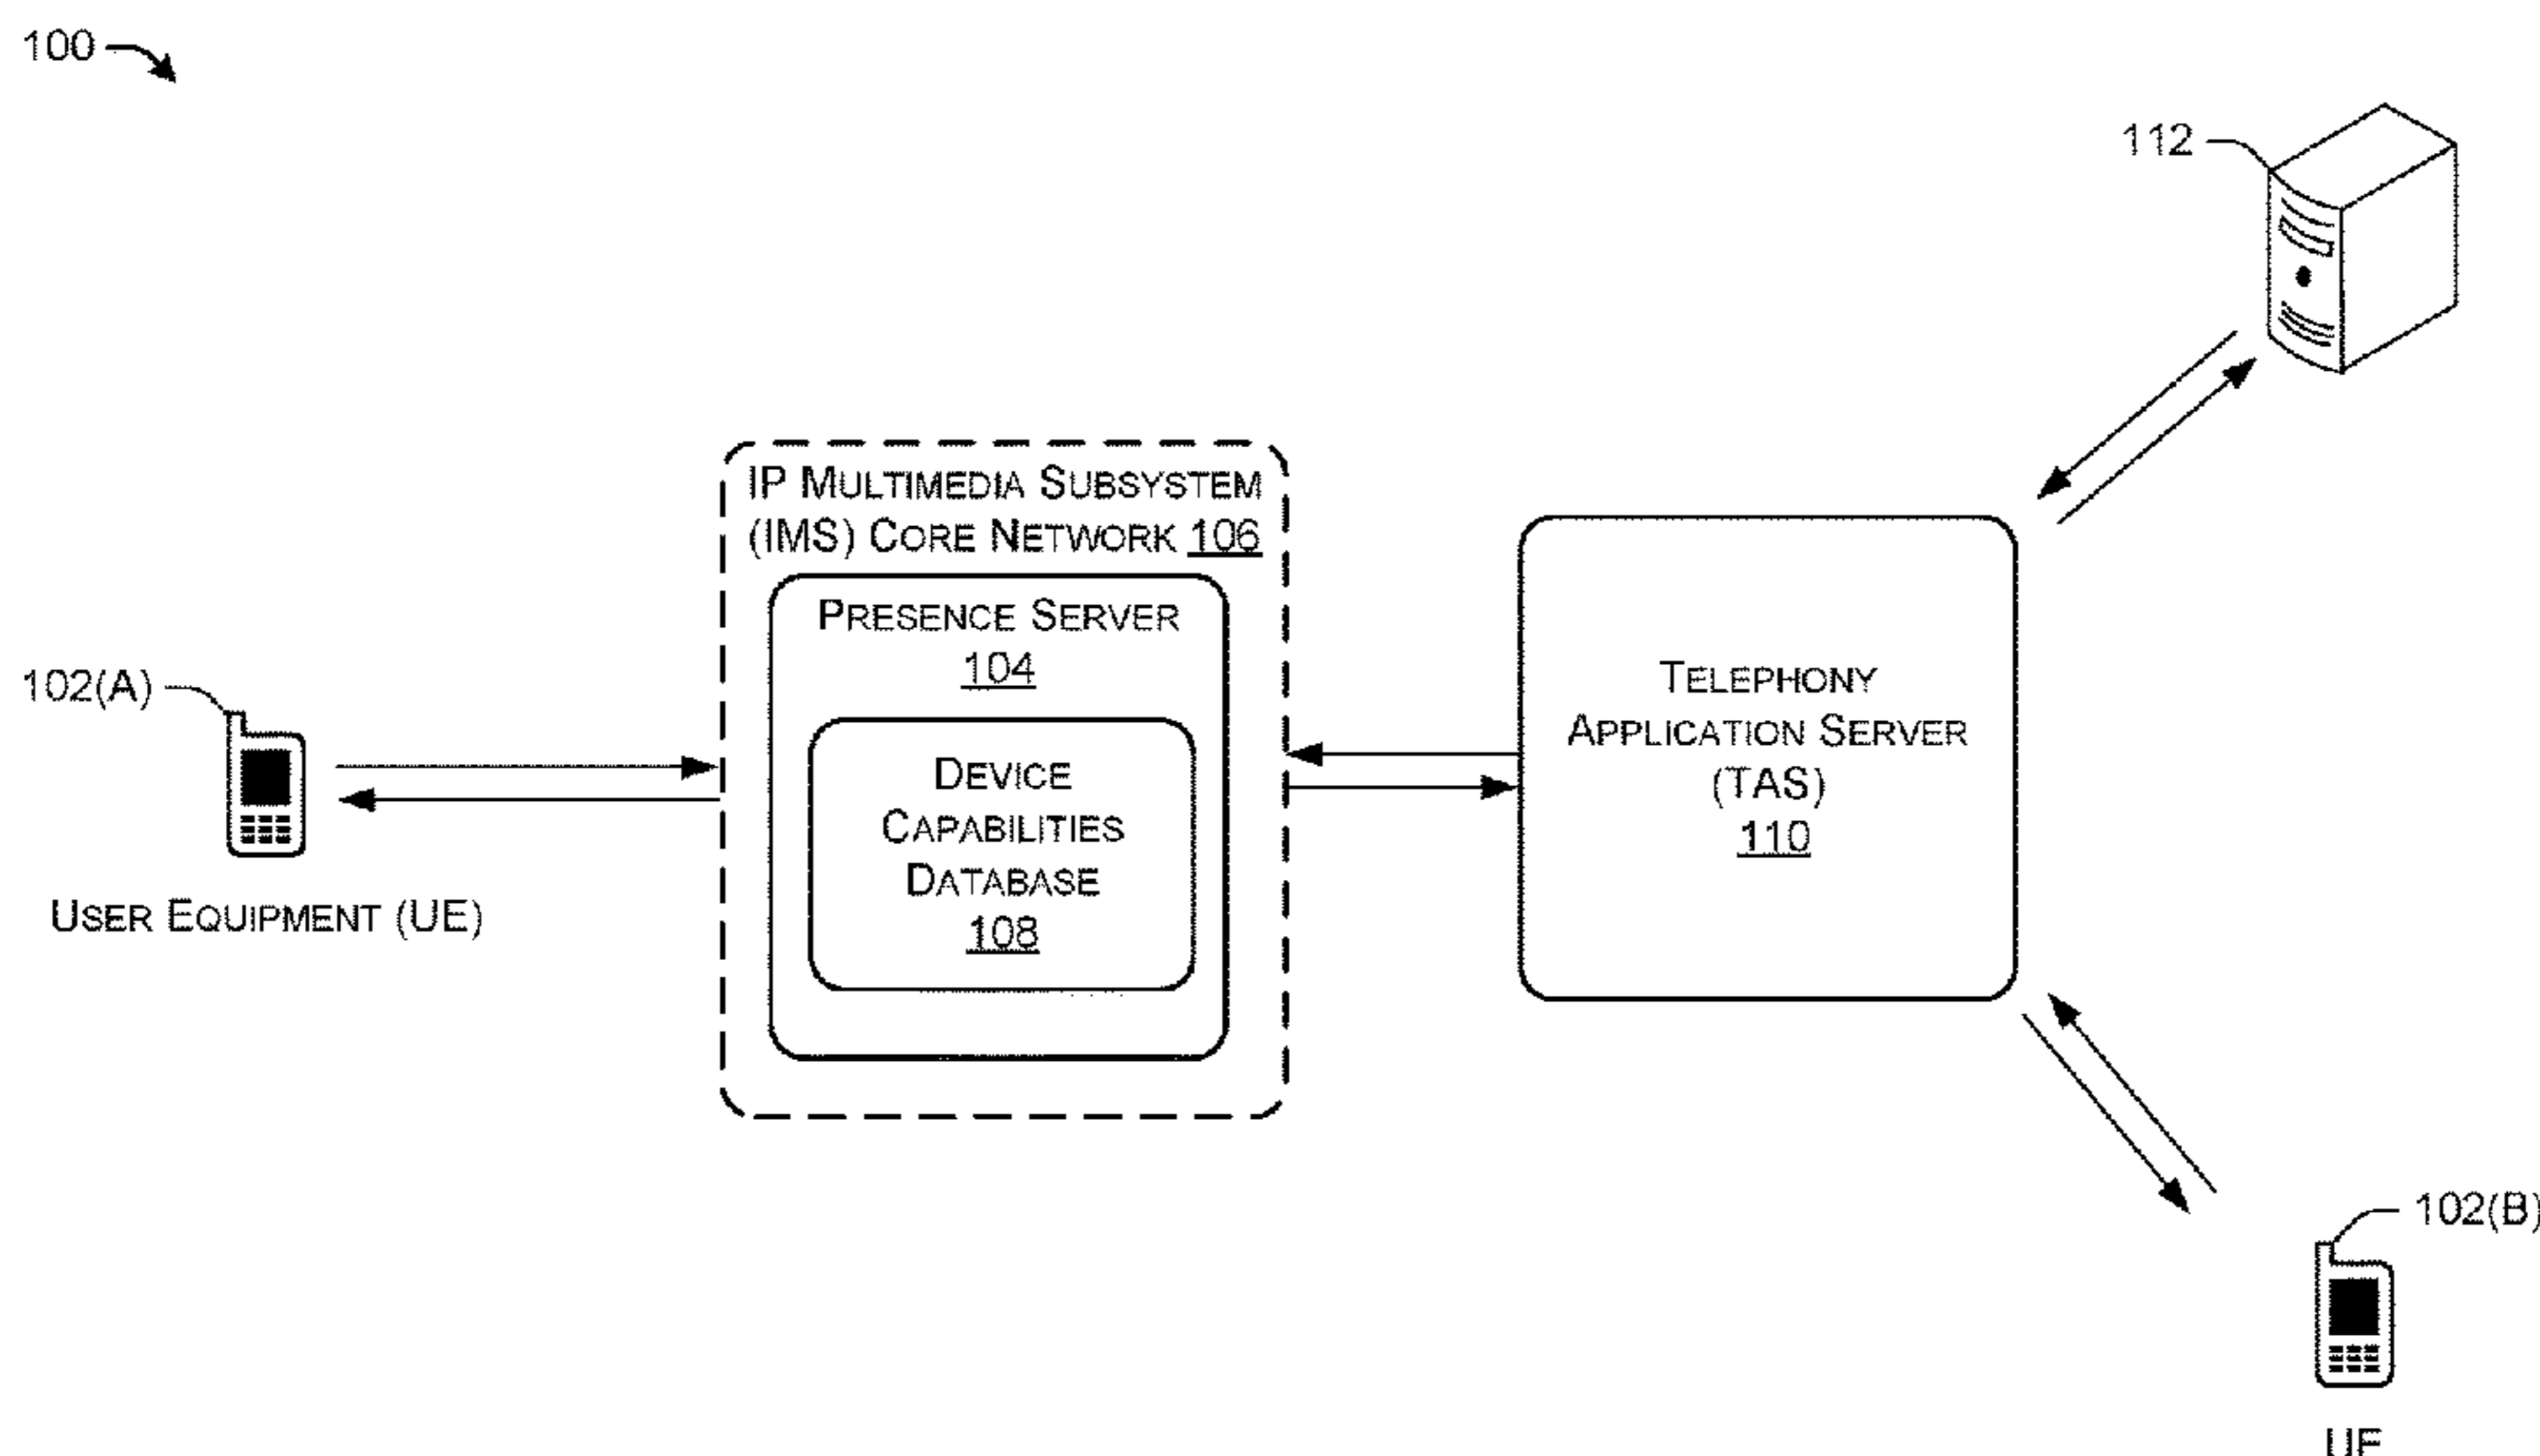 100
112
IP MULTIMEDIA SUBSYSTEM
(IMS) CORE NETWORK 106
PRESENCE SERVER
104
DEVICE
CAPABILITIES
DATABASE
108
TELEPHONY
APPLICATION SERVER
(TAS)
110
102(A)
USER EQUIPMENT (UE)
102(B)
UE